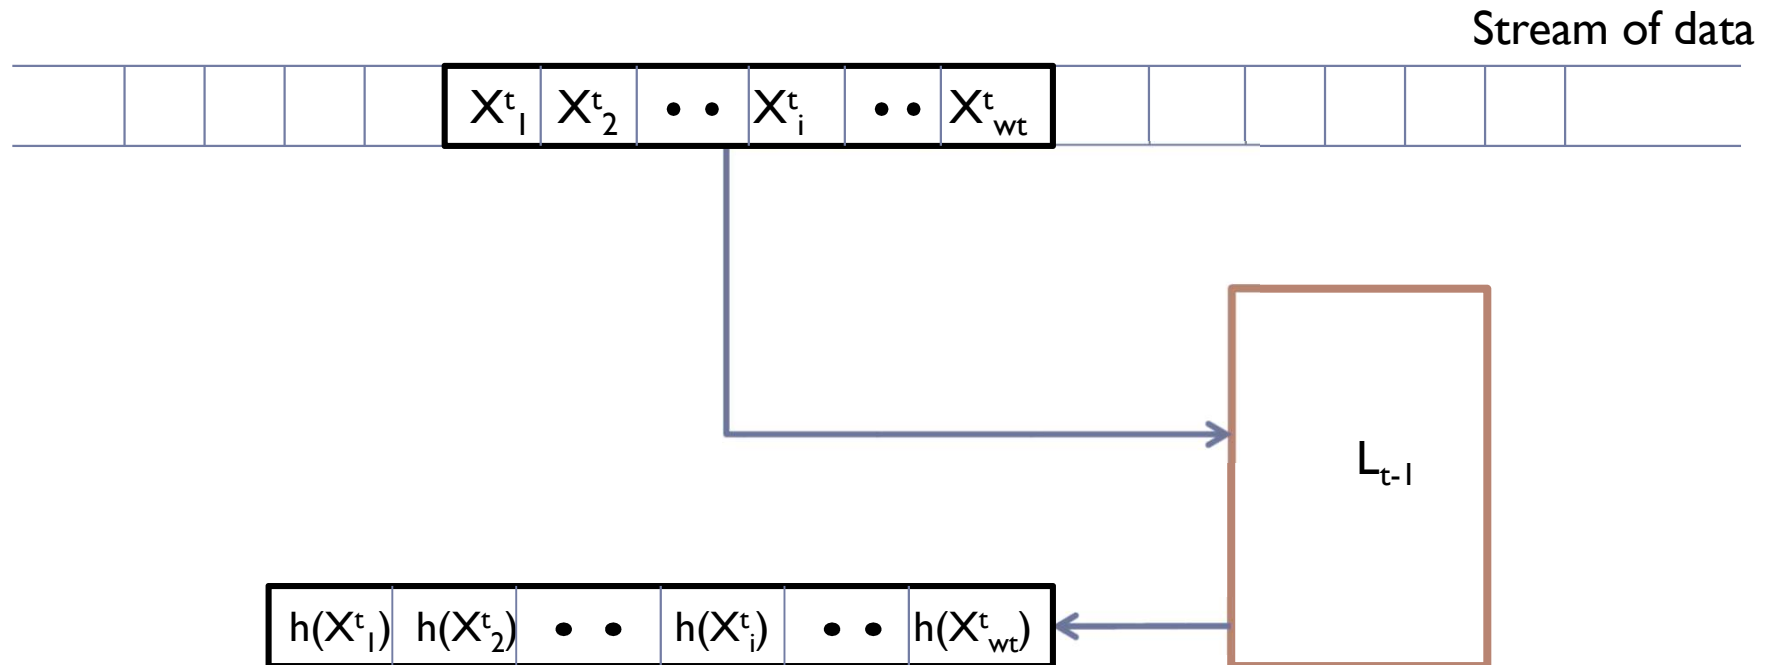 Stream of data
Xᵗ₁ Xᵗ₂ • • Xᵗᵢ • • Xᵗwt
Lₜ₋₁
h(Xᵗ₁) h(Xᵗ₂) • • h(Xᵗᵢ) • • h(Xᵗwt)